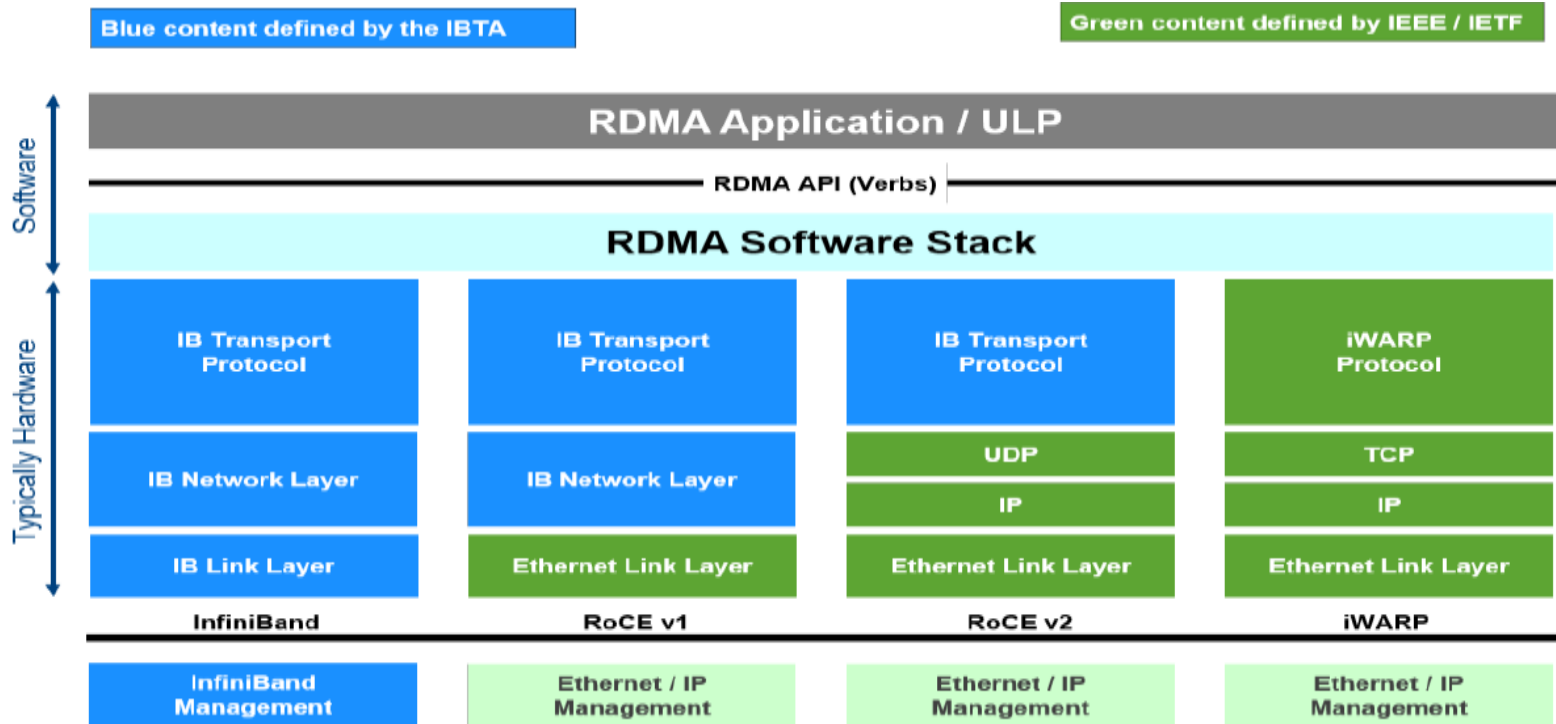 Blue content defined by the IBTA
Green content defined by IEEE / IETF
Software
RDMA Application / ULP
RDMA API (Verbs)
RDMA Software Stack
Typically Hardware
IB Transport
Protocol
IB Transport
Protocol
IB Transport
Protocol
iWARP
Protocol
IB Network Layer
IB Network Layer
UDP
TCP
IP
IP
IB Link Layer
Ethernet Link Layer
Ethernet Link Layer
Ethernet Link Layer
InfiniBand
RoCE v1
RoCE v2
iWARP
InfiniBand
Management
Ethernet / IP
Management
Ethernet / IP
Management
Ethernet / IP
Management